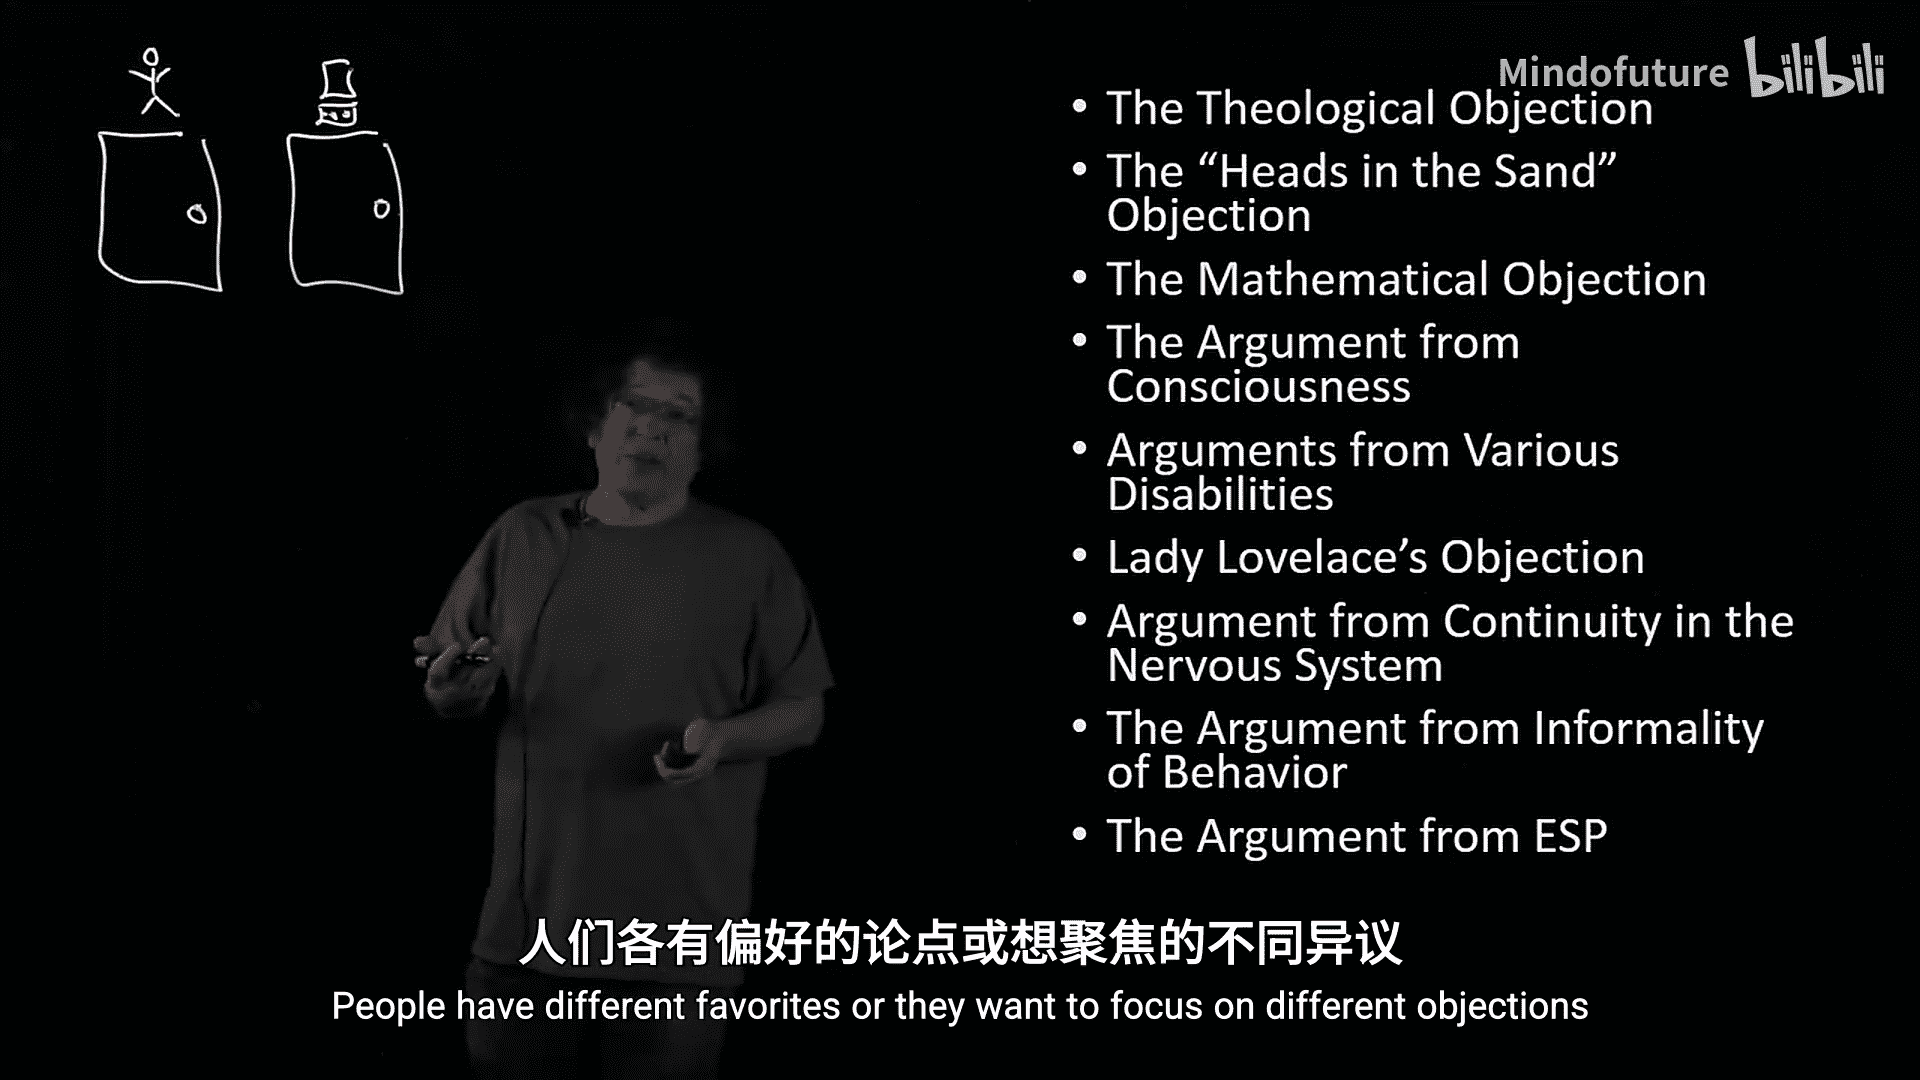 Mindofuture bilibili
• The Theological Objection
• The “Heads in the Sand”
Objection
• The Mathematical Objection
• The Argument from
Consciousness
• Arguments from Various
Disabilities
• Lady Lovelace’s Objection
• Argument from Continuity in the
Nervous System
• The Argument from Informality
of Behavior
• The Argument from ESP
人们各有偏好的论点或想聚焦的不同异议
People have different favorites or they want to focus on different objections